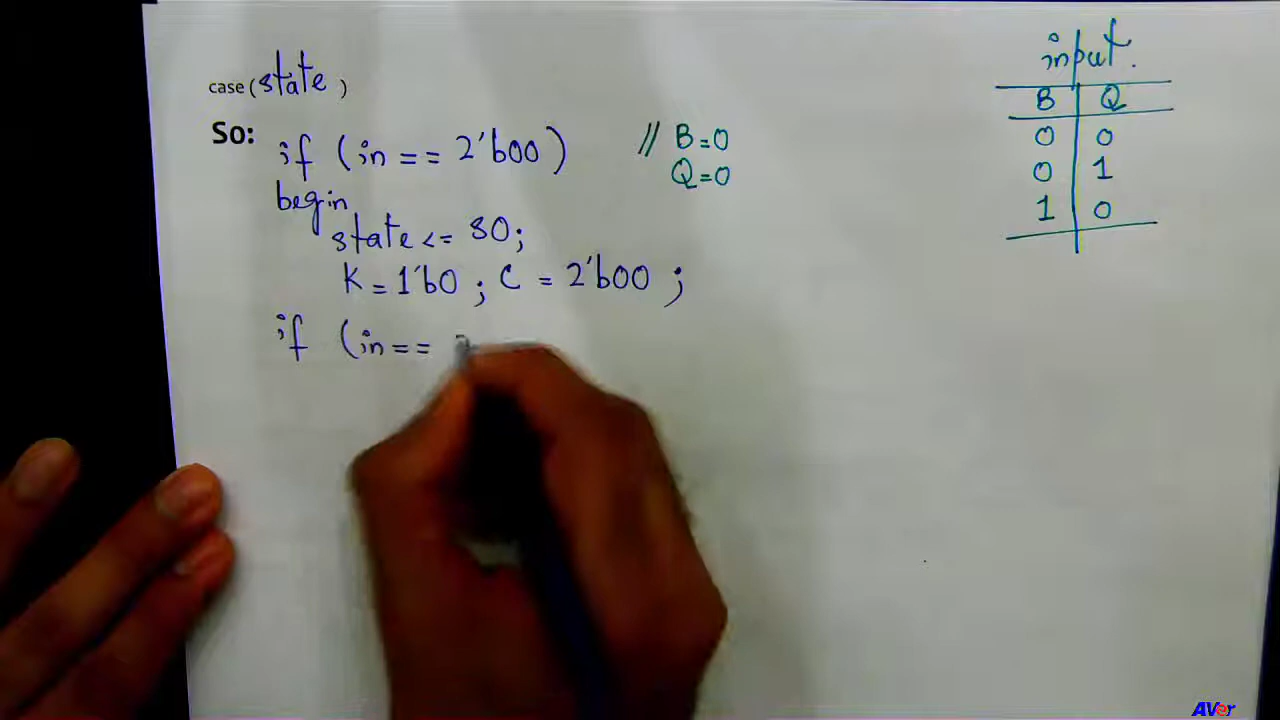 case(state)
So: if (in == 2'b00) // B=0
Q=0
begin
state <= S0;
K = 1'b0 ; C = 2'b00 ;
if (in ==
input.
B Q
0 0
0 1
1 0
AVer